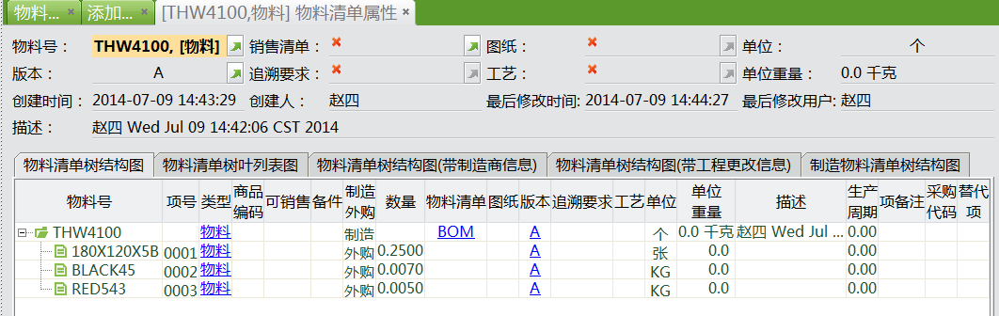 物料... × 添加... × [THW4100,物料] 物料清单属性 ×
物料号： THW4100, [物料] 销售清单： 图纸： 单位： 个
版本： A 追溯要求： 工艺： 单位重量： 0.0 千克
创建时间： 2014-07-09 14:43:29 创建人： 赵四 最后修改时间: 2014-07-09 14:44:27 最后修改用户: 赵四
描述： 赵四 Wed Jul 09 14:42:06 CST 2014
物料清单树结构图 物料清单树叶列表图 物料清单树结构图(带制造商信息) 物料清单树结构图(带工程更改信息) 制造物料清单树结构图
物料号 项号 类型 商品编码 可销售 备件 制造外购 数量 物料清单 图纸 版本 追溯要求 工艺 单位 单位重量 描述 生产周期 项备注 采购代码 替代项
THW4100 物料 制造 BOM A 个 0.0 千克 赵四 Wed Jul ... 0.00
180X120X5B 0001 物料 外购 0.2500 A 张 0.0 0.00
BLACK45 0002 物料 外购 0.0070 A KG 0.0 0.00
RED543 0003 物料 外购 0.0050 A KG 0.0 0.00